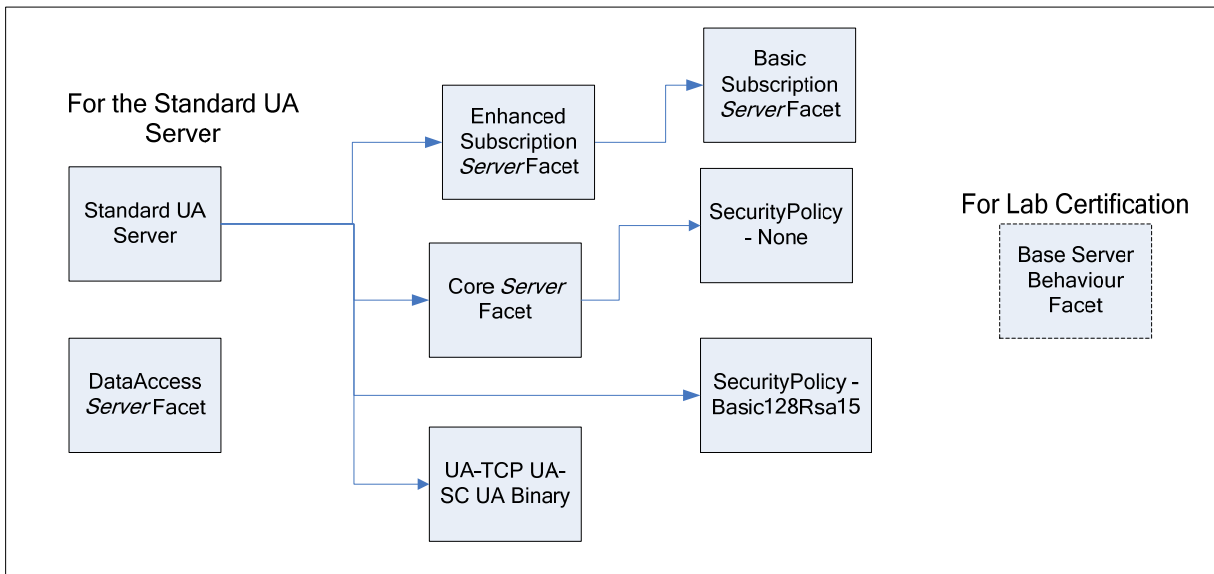 For the Standard UA
Server
Standard UA
Server
DataAccess
Server Facet
Enhanced
Subscription
Server Facet
Core Server
Facet
UA-TCP UA-
SC UA Binary
Basic
Subscription
Server Facet
SecurityPolicy
- None
SecurityPolicy -
Basic128Rsa15
For Lab Certification
Base Server
Behaviour
Facet